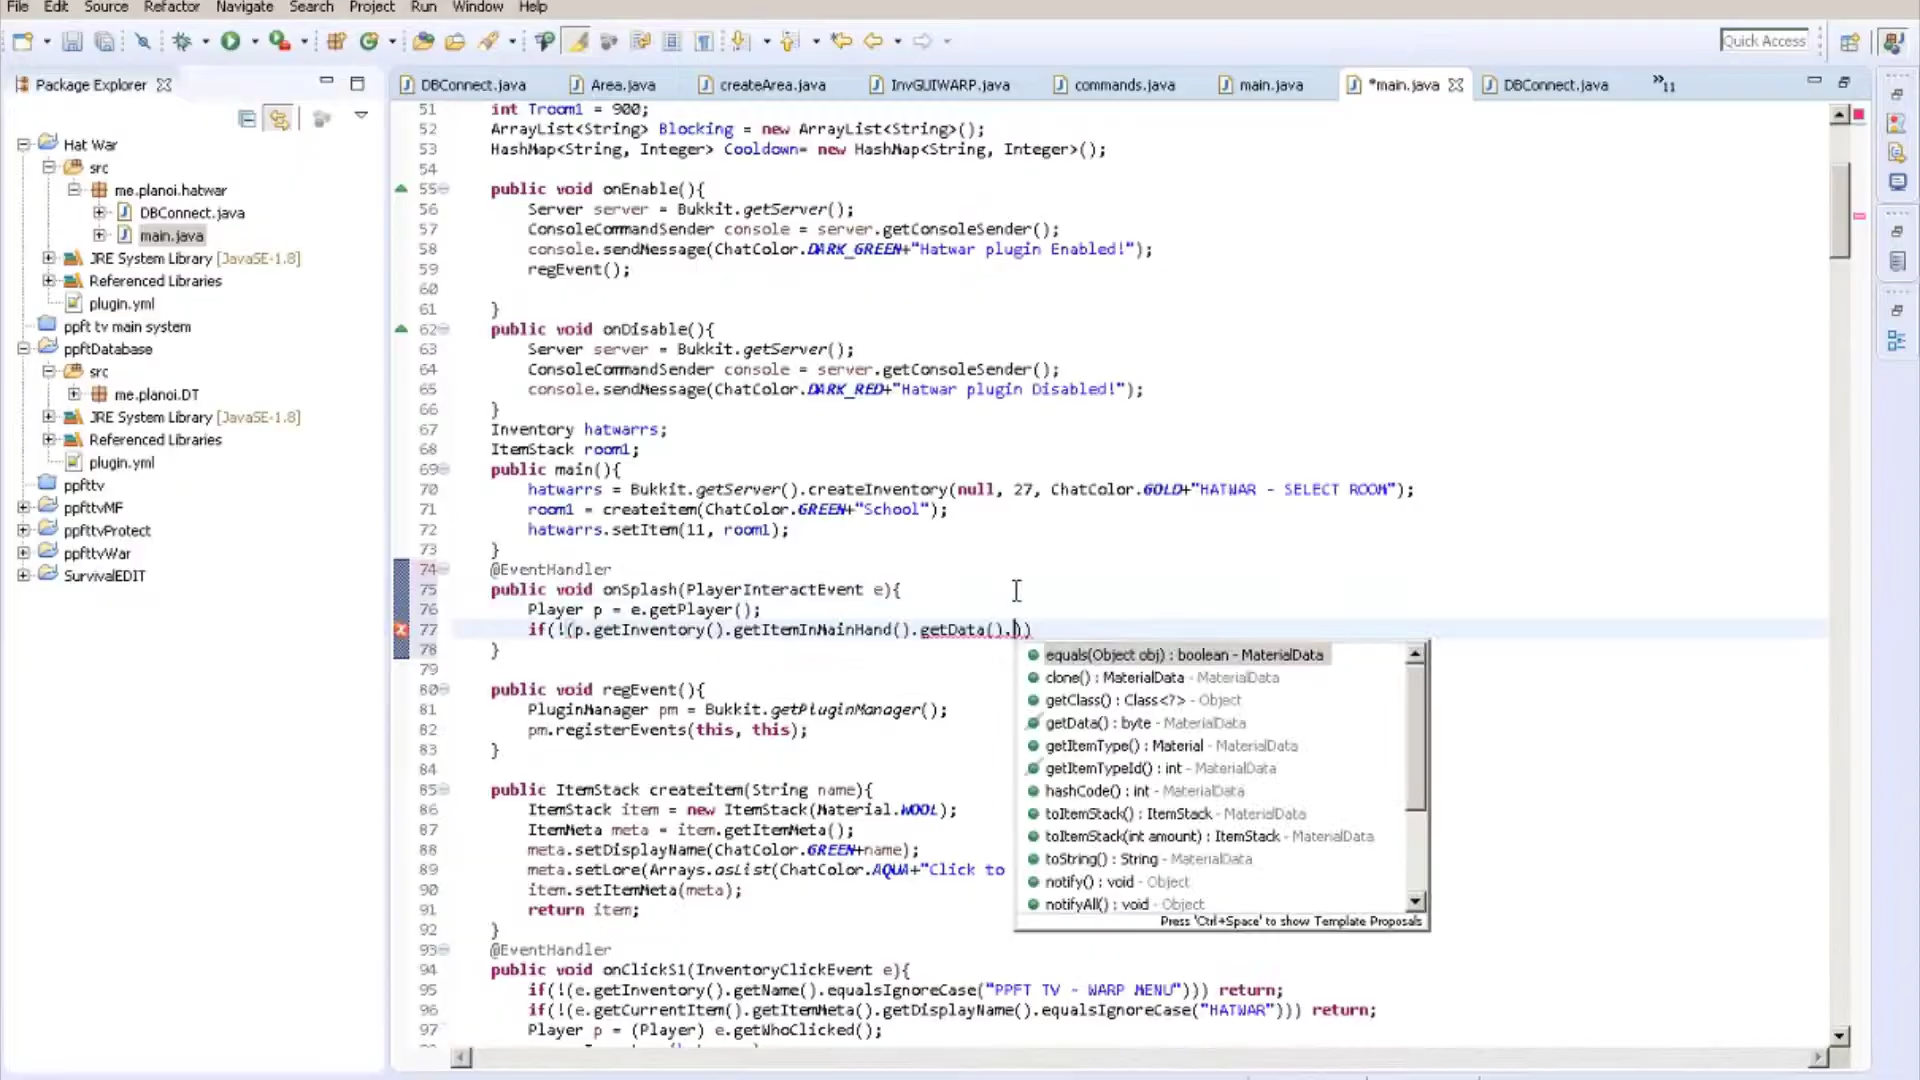 File Edit Source Refactor Navigate Search Project Run Window Help
Quick Access
Package Explorer
DBConnect.java Area.java createArea.java InvGUIWARP.java commands.java main.java *main.java DBConnect.java »11
Hat War
src
me.planoi.hatwar
DBConnect.java
main.java
JRE System Library [JavaSE-1.8]
Referenced Libraries
plugin.yml
ppft tv main system
ppftDatabase
src
me.planoi.DT
JRE System Library [JavaSE-1.8]
Referenced Libraries
plugin.yml
ppfttv
ppfttvMF
ppfttvProtect
ppfttvWar
SurvivalEDIT
51 int Troom1 = 900;
52 ArrayList<String> Blocking = new ArrayList<String>();
53 HashMap<String, Integer> Cooldown= new HashMap<String, Integer>();
54
55 public void onEnable(){
56 Server server = Bukkit.getServer();
57 ConsoleCommandSender console = server.getConsoleSender();
58 console.sendMessage(ChatColor.DARK_GREEN+"Hatwar plugin Enabled!");
59 regEvent();
60
61 }
62 public void onDisable(){
63 Server server = Bukkit.getServer();
64 ConsoleCommandSender console = server.getConsoleSender();
65 console.sendMessage(ChatColor.DARK_RED+"Hatwar plugin Disabled!");
66 }
67 Inventory hatwarrs;
68 ItemStack room1;
69 public main(){
70 hatwarrs = Bukkit.getServer().createInventory(null, 27, ChatColor.GOLD+"HATWAR - SELECT ROOM");
71 room1 = createitem(ChatColor.GREEN+"School");
72 hatwarrs.setItem(11, room1);
73 }
74 @EventHandler
75 public void onSplash(PlayerInteractEvent e){
76 Player p = e.getPlayer();
77 if(!(p.getInventory().getItemInMainHand().getData().))
78 }
79
80 public void regEvent(){
81 PluginManager pm = Bukkit.getPluginManager();
82 pm.registerEvents(this, this);
83 }
84
85 public ItemStack createitem(String name){
86 ItemStack item = new ItemStack(Material.WOOL);
87 ItemMeta meta = item.getItemMeta();
88 meta.setDisplayName(ChatColor.GREEN+name);
89 meta.setLore(Arrays.asList(ChatColor.AQUA+"Click to
90 item.setItemMeta(meta);
91 return item;
92 }
93 @EventHandler
94 public void onClickS1(InventoryClickEvent e){
95 if(!(e.getInventory().getName().equalsIgnoreCase("PPFT TV - WARP MENU"))) return;
96 if(!(e.getCurrentItem().getItemMeta().getDisplayName().equalsIgnoreCase("HATWAR"))) return;
97 Player p = (Player) e.getWhoClicked();
equals(Object obj) : boolean - MaterialData
clone() : MaterialData - MaterialData
getClass() : Class<?> - Object
getData() : byte - MaterialData
getItemType() : Material - MaterialData
getItemTypeId() : int - MaterialData
hashCode() : int - MaterialData
toItemStack() : ItemStack - MaterialData
toItemStack(int amount) : ItemStack - MaterialData
toString() : String - MaterialData
notify() : void - Object
notifyAll() : void - Object
Press 'Ctrl+Space' to show Template Proposals